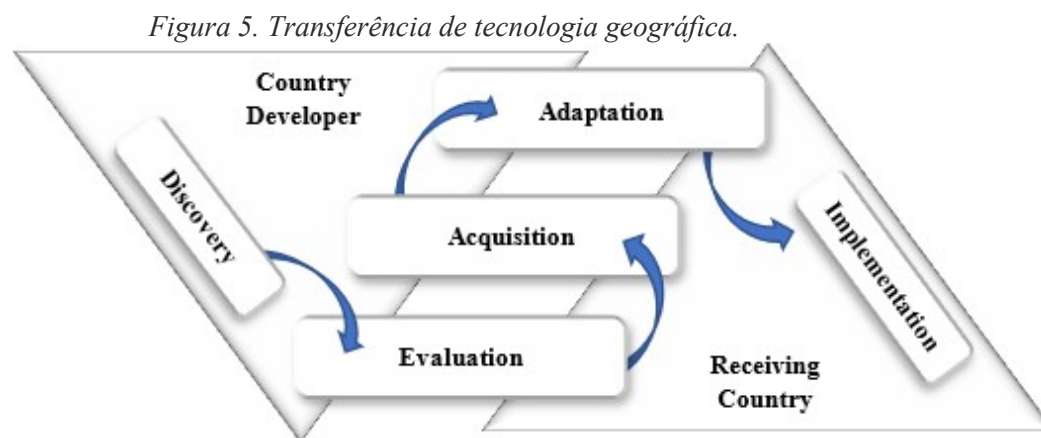 Figura 5. Transferência de tecnologia geográfica.
Country
Developer
Discovery
Evaluation
Acquisition
Adaptation
Implementation
Receiving
Country